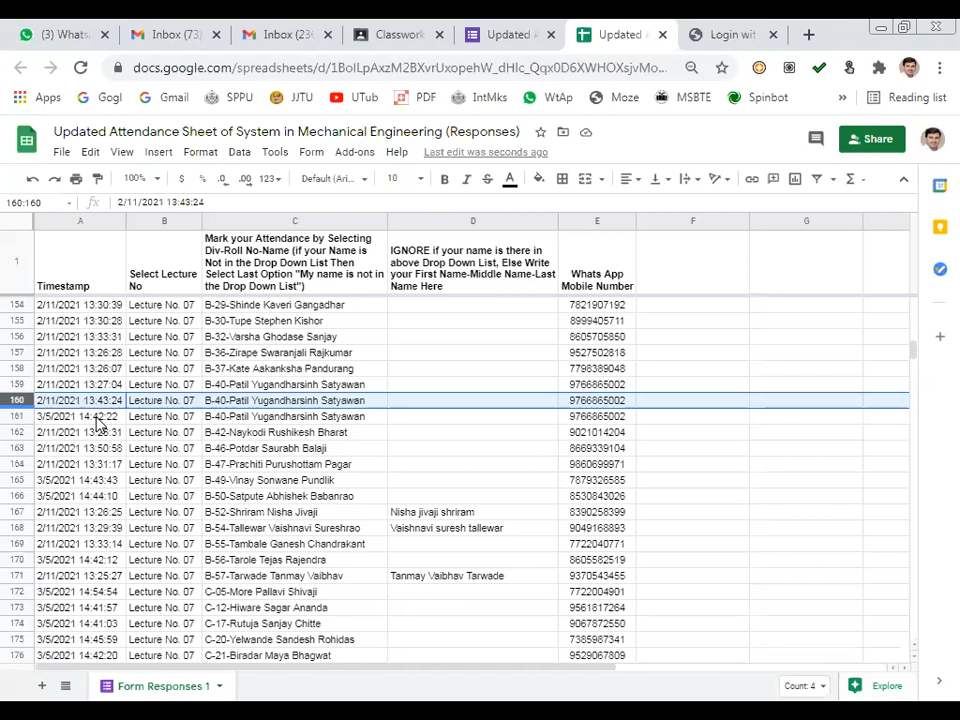 (3) Whats.
Inbox (73)
Inbox (23
Classwork
Updated A
Updated A
Login wit
docs.google.com/spreadsheets/d/1BolLpAxzM2BXvrUxopehW_dHlc_Qqx0D6XWHOXsjvMo...
Apps
Gogl
Gmail
SPPU
JJTU
UTub
PDF
IntMks
WtAp
Moze
MSBTE
Spinbot
Reading list
Updated Attendance Sheet of System in Mechanical Engineering (Responses)
File Edit View Insert Format Data Tools Form Add-ons Help Last edit was seconds ago
Share
100% $ % .0 .00 123 Default (Ari... 10 B I S A
160:160 fx 2/11/2021 13:43:24
A B C D E F G
1 Timestamp
Select Lecture
No
Mark your Attendance by Selecting
Div-Roll No-Name (if your Name is
Not in the Drop Down List Then
Select Last Option "My name is not in
the Drop Down List")
IGNORE if your name is there in
above Drop Down List, Else Write
your First Name-Middle Name-Last
Name Here
Whats App
Mobile Number
154 2/11/2021 13:30:39 Lecture No. 07 B-29-Shinde Kaveri Gangadhar 7821907192
155 2/11/2021 13:30:28 Lecture No. 07 B-30-Tupe Stephen Kishor 8999405711
156 2/11/2021 13:33:31 Lecture No. 07 B-32-Varsha Ghodase Sanjay 8605705850
157 2/11/2021 13:26:28 Lecture No. 07 B-36-Zirape Swaranjali Rajkumar 9527502818
158 2/11/2021 13:26:07 Lecture No. 07 B-37-Kate Aakanksha Pandurang 7798389048
159 2/11/2021 13:27:04 Lecture No. 07 B-40-Patil Yugandharsinh Satyawan 9766865002
160 2/11/2021 13:43:24 Lecture No. 07 B-40-Patil Yugandharsinh Satyawan 9766865002
161 3/5/2021 14:42:22 Lecture No. 07 B-40-Patil Yugandharsinh Satyawan 9766865002
162 2/11/2021 Lecture No. 07 B-42-Naykodi Rushikesh Bharat 9021014204
163 2/11/2021 13:50:58 Lecture No. 07 B-46-Potdar Saurabh Balaji 8669339104
164 2/11/2021 13:31:17 Lecture No. 07 B-47-Prachiti Purushottam Pagar 9860699971
165 3/5/2021 14:43:43 Lecture No. 07 B-49-Vinay Sonwane Pundlik 7879326585
166 3/5/2021 14:44:10 Lecture No. 07 B-50-Satpute Abhishek Babanrao 8530843026
167 2/11/2021 13:26:25 Lecture No. 07 B-52-Shriram Nisha Jivaji Nisha jivaji shriram 8390258399
168 2/11/2021 13:29:39 Lecture No. 07 B-54-Tallewar Vaishnavi Sureshrao Vaishnavi suresh tallewar 9049168893
169 2/11/2021 13:33:14 Lecture No. 07 B-55-Tambale Ganesh Chandrakant 7722040771
170 3/5/2021 14:42:12 Lecture No. 07 B-56-Tarole Tejas Rajendra 8605582519
171 2/11/2021 13:25:27 Lecture No. 07 B-57-Tarwade Tanmay Vaibhav Tanmay Vaibhav Tarwade 9370543455
172 3/5/2021 14:54:54 Lecture No. 07 C-05-More Pallavi Shivaji 7722004901
173 3/5/2021 14:41:57 Lecture No. 07 C-12-Hiware Sagar Ananda 9561817264
174 3/5/2021 14:41:03 Lecture No. 07 C-17-Rutuja Sanjay Chitte 9067872550
175 3/5/2021 14:45:59 Lecture No. 07 C-20-Yelwande Sandesh Rohidas 7385987341
176 3/5/2021 14:42:20 Lecture No. 07 C-21-Biradar Maya Bhagwat 9529067809
Form Responses 1
Count: 4
Explore